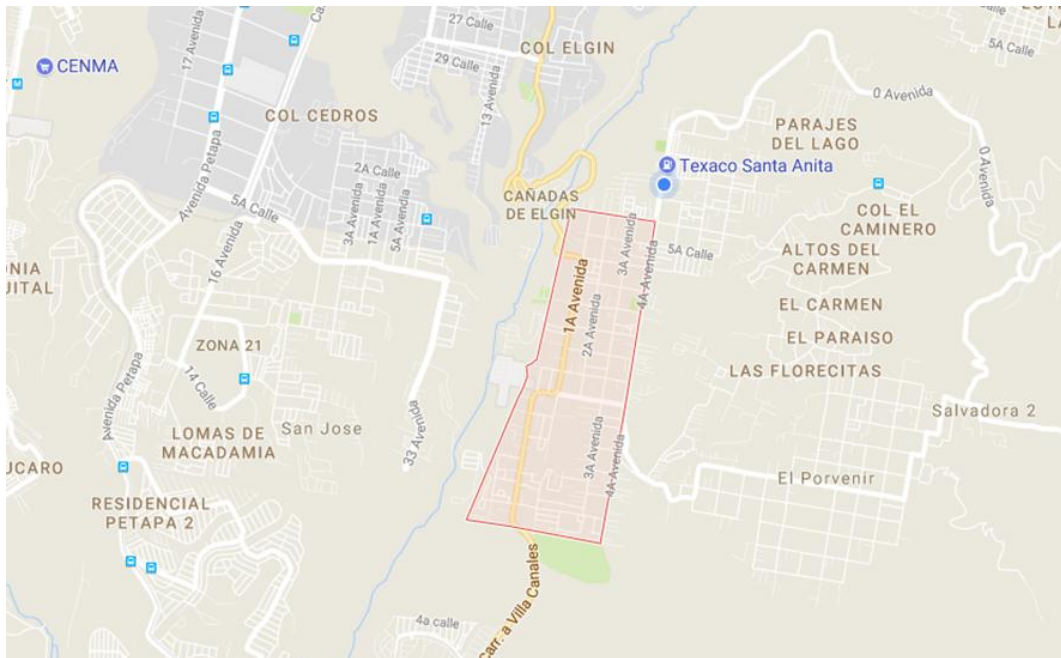 27 Calle
17 Avenida
COL ELGIN
5A Calle
CENMA
29 Calle
13 Avenida
0 Avenida
COL CEDROS
PARAJES
DEL LAGO
0 Avenida
Avenida Petapa
2A Calle
Texaco Santa Anita
CAÑADAS
DE ELGIN
5A Calle
3A Avenida
1A Avenida
5A Avendia
COL EL
CAMINERO
3A Avenida
5A Calle
ALTOS DEL
CARMEN
16 Avenida
4A Avenida
EL CARMEN
1A Avenida
2A Avenida
EL PARAISO
ZONA 21
14 Calle
LAS FLORECITAS
Avenida Petapa
Salvadora 2
LOMAS DE
MACADAMIA
San Jose
33 Avenida
3A Avenida
4A Avenida
El Porvenir
RESIDENCIAL
PETAPA 2
4a calle
a Villa Canales